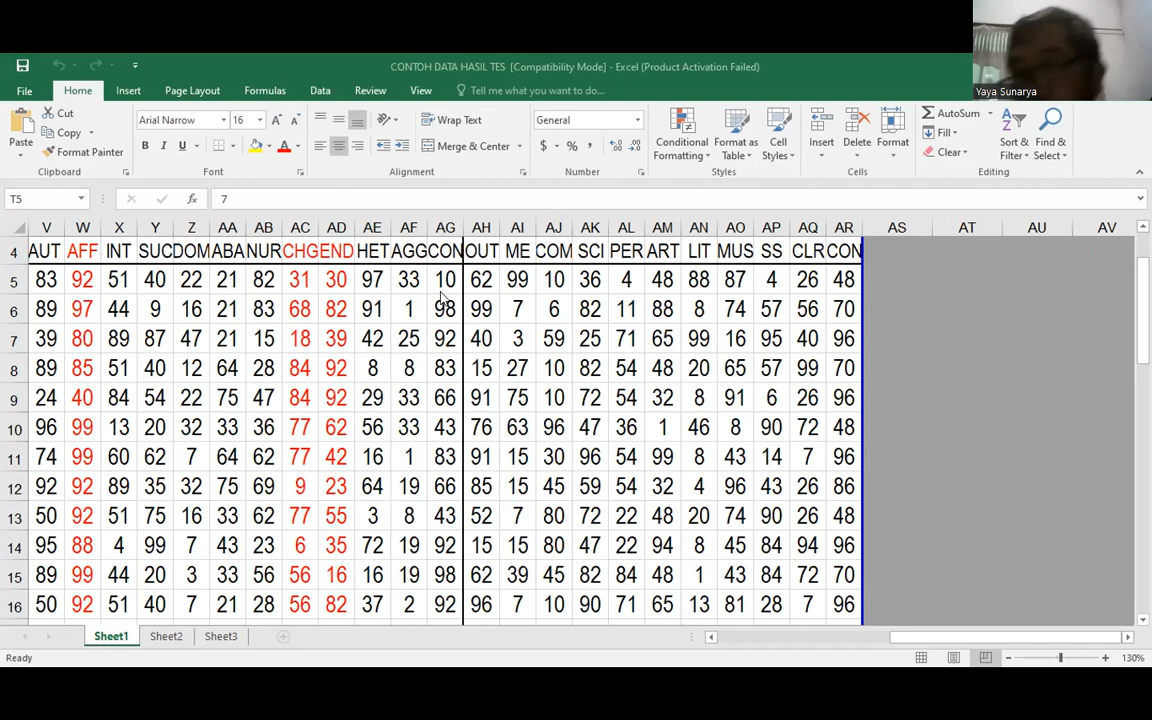 CONTOH DATA HASIL TES [Compatibility Mode] - Excel (Product Activation Failed)
Yaya Sunarya
File Home Insert Page Layout Formulas Data Review View Tell me what you want to do...
Cut
Copy
Format Painter
Paste
Clipboard
Arial Narrow 16
B I U
Font
Wrap Text
Merge & Center
Alignment
General
$ % ,
Number
Conditional Formatting
Format as Table
Cell Styles
Styles
Insert Delete Format
Cells
AutoSum
Fill
Clear
Sort & Filter
Find & Select
Editing
T5 fx 7
V W X Y Z AA AB AC AD AE AF AG AH AI AJ AK AL AM AN AO AP AQ AR AS AT AU AV
4 AUT AFF INT SUC DOM ABA NUR CHG END HET AGG CON OUT ME COM SCI PER ART LIT MUS SS CLR CON
5 83 92 51 40 22 21 82 31 30 97 33 10 62 99 10 36 4 48 88 87 4 26 48
6 89 97 44 9 16 21 83 68 82 91 1 98 99 7 6 82 11 88 8 74 57 56 70
7 39 80 89 87 47 21 15 18 39 42 25 92 40 3 59 25 71 65 99 16 95 40 96
8 89 85 51 40 12 64 28 84 92 8 8 83 15 27 10 82 54 48 20 65 57 99 70
9 24 40 84 54 22 75 47 84 92 29 33 66 91 75 10 72 54 32 8 91 6 26 96
10 96 99 13 20 32 33 36 77 62 56 33 43 76 63 96 47 36 1 46 8 90 72 48
11 74 99 60 62 7 64 62 77 42 16 1 83 91 15 30 96 54 99 8 43 14 7 96
12 92 92 89 35 32 75 69 9 23 64 19 66 85 15 45 59 54 32 4 96 43 26 86
13 50 92 51 75 16 33 62 77 55 3 8 43 52 7 80 72 22 48 20 74 90 26 48
14 95 88 4 99 7 43 23 6 35 72 19 92 15 15 80 47 22 94 8 45 84 94 96
15 89 99 44 20 3 33 56 56 16 16 19 98 62 39 45 82 84 48 1 43 84 72 70
16 50 92 51 40 7 21 28 56 82 37 2 92 96 7 10 90 71 65 13 81 28 7 96
Sheet1 Sheet2 Sheet3
Ready
130%